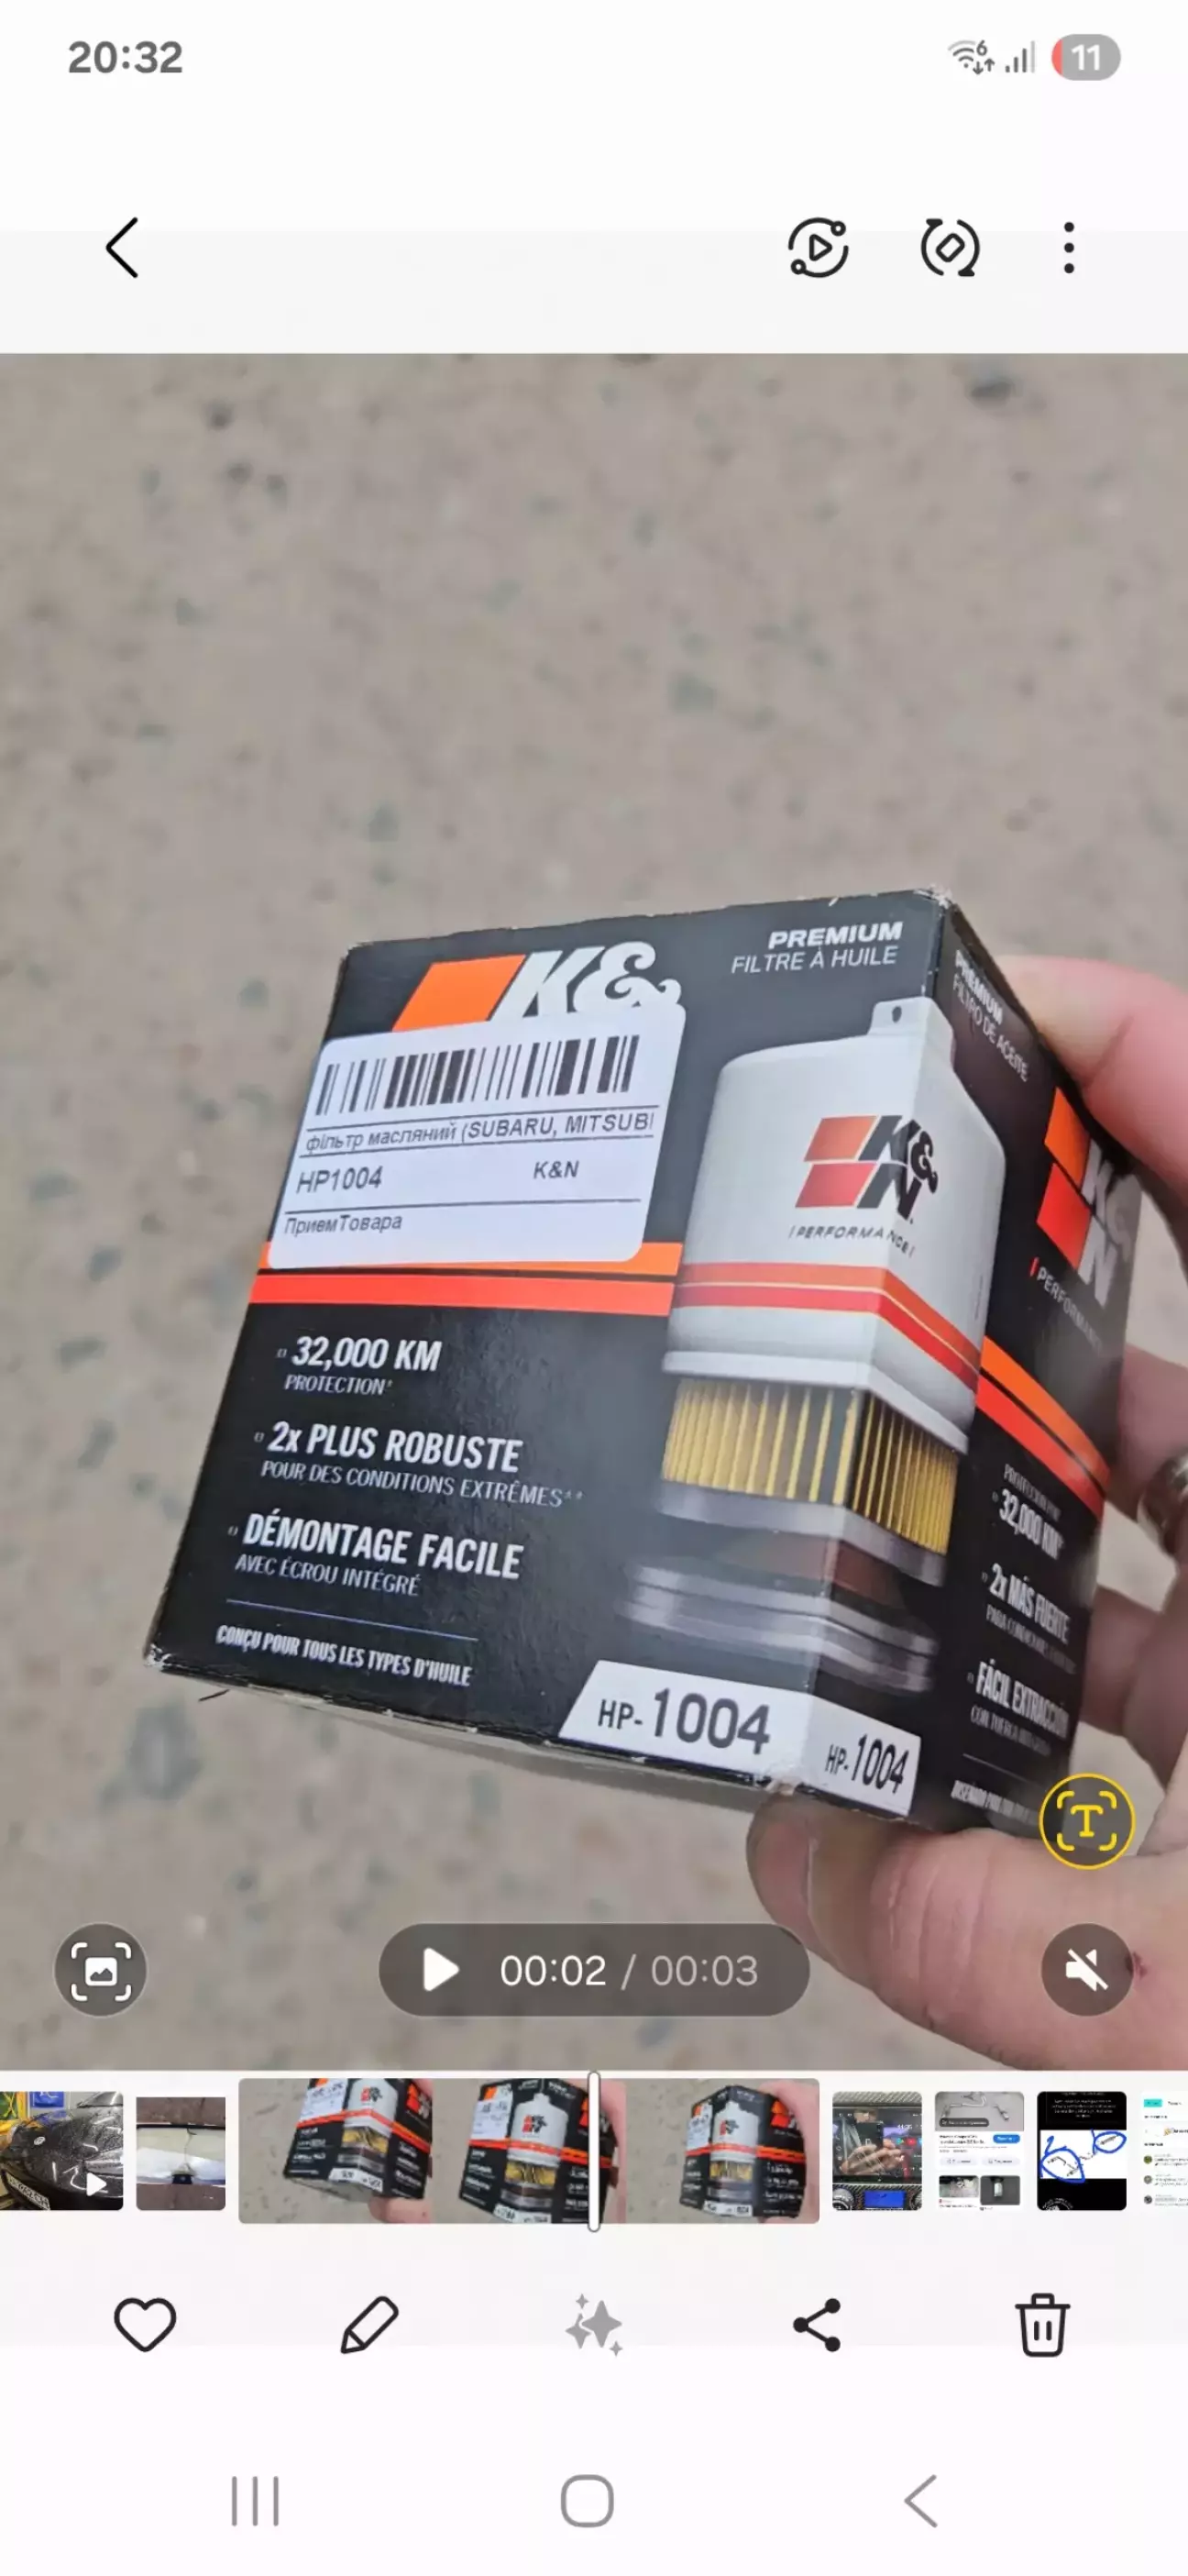 20:32
6
11
K&
PREMIUM
FILTRE À HUILE
PREMIUM
FILTRO DE ACEITE
фільтр масляний (SUBARU, MITSUBI
HP1004 K&N
ПриемТовара
K&N
PERFORMANCE
K&N
PERFORMANC
32,000 KM
PROTECTION*
2x PLUS ROBUSTE
POUR DES CONDITIONS EXTRÊMES**
DÉMONTAGE FACILE
AVEC ÉCROU INTÉGRÉ
CONÇU POUR TOUS LES TYPES D'HUILE
HP-1004
HP-1004
32,000 KM*
2x MÁS FUERTE
FÁCIL EXTRACCIÓN
T
00:02 / 00:03